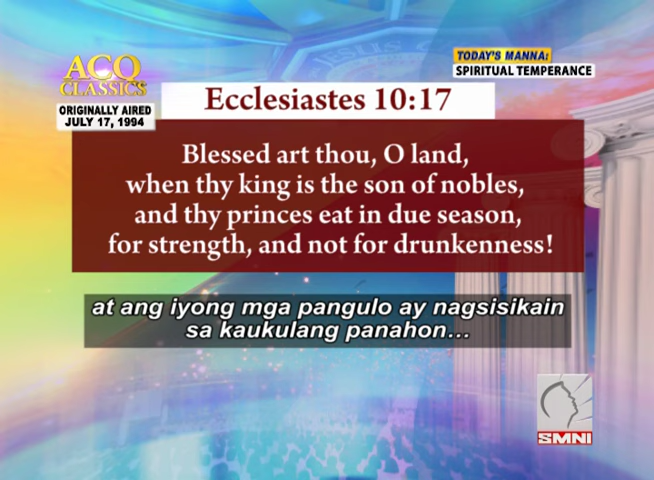 ACQ
CLASSICS
ORIGINALLY AIRED
JULY 17, 1994
TODAY'S MANNA:
SPIRITUAL TEMPERANCE
Ecclesiastes 10:17
Blessed art thou, O land,
when thy king is the son of nobles,
and thy princes eat in due season,
for strength, and not for drunkenness!
at ang iyong mga pangulo ay nagsisikain
sa kaukulang panahon...
SMNI